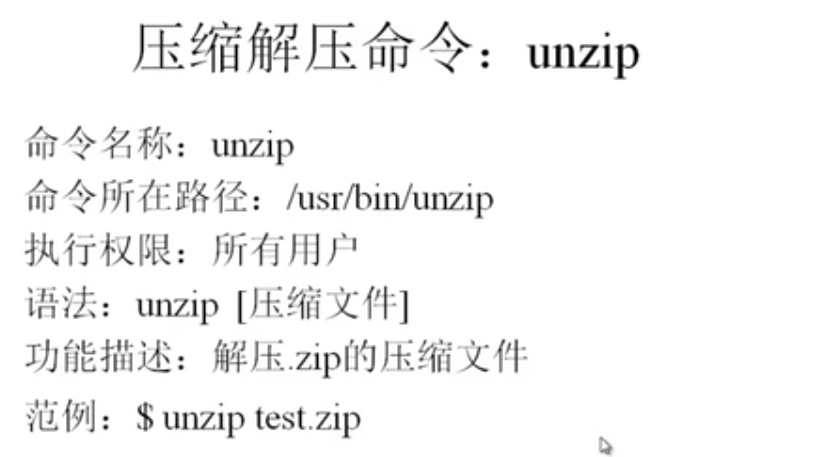 压缩解压命令：unzip
命令名称：unzip
命令所在路径：/usr/bin/unzip
执行权限：所有用户
语法：unzip [压缩文件]
功能描述：解压.zip的压缩文件
范例：$ unzip test.zip